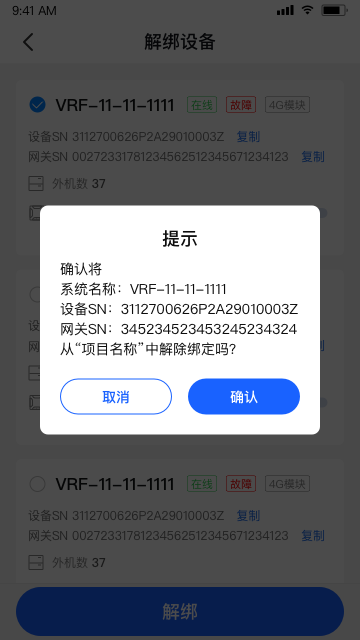 9:41 AM
解绑设备
VRF-11-11-1111 在线 故障 4G模块
设备SN 3112700626P2A29010003Z 复制
网关SN 00272331781234562512345671234123 复制
外机数 37
提示
确认将
系统名称：VRF-11-11-1111
设备SN：3112700626P2A29010003Z
网关SN：345234523453245234324
从“项目名称”中解除绑定吗?
取消 确认
VRF-11-11-1111 在线 故障 4G模块
设备SN 3112700626P2A29010003Z 复制
网关SN 00272331781234562512345671234123 复制
外机数 37
解绑